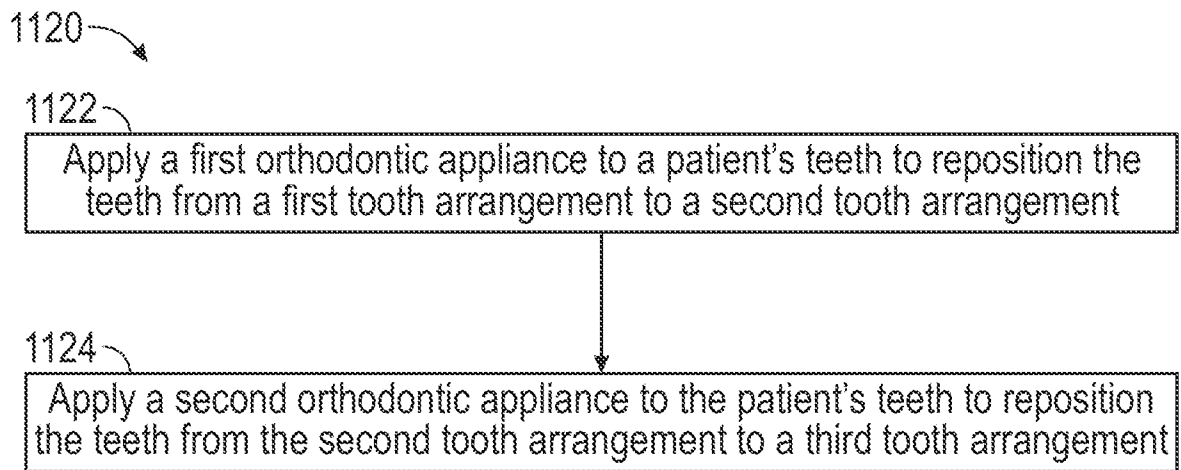 1120
1122
Apply a first orthodontic appliance to a patient's teeth to reposition the
teeth from a first tooth arrangement to a second tooth arrangement
1124
Apply a second orthodontic appliance to the patient's teeth to reposition
the teeth from the second tooth arrangement to a third tooth arrangement